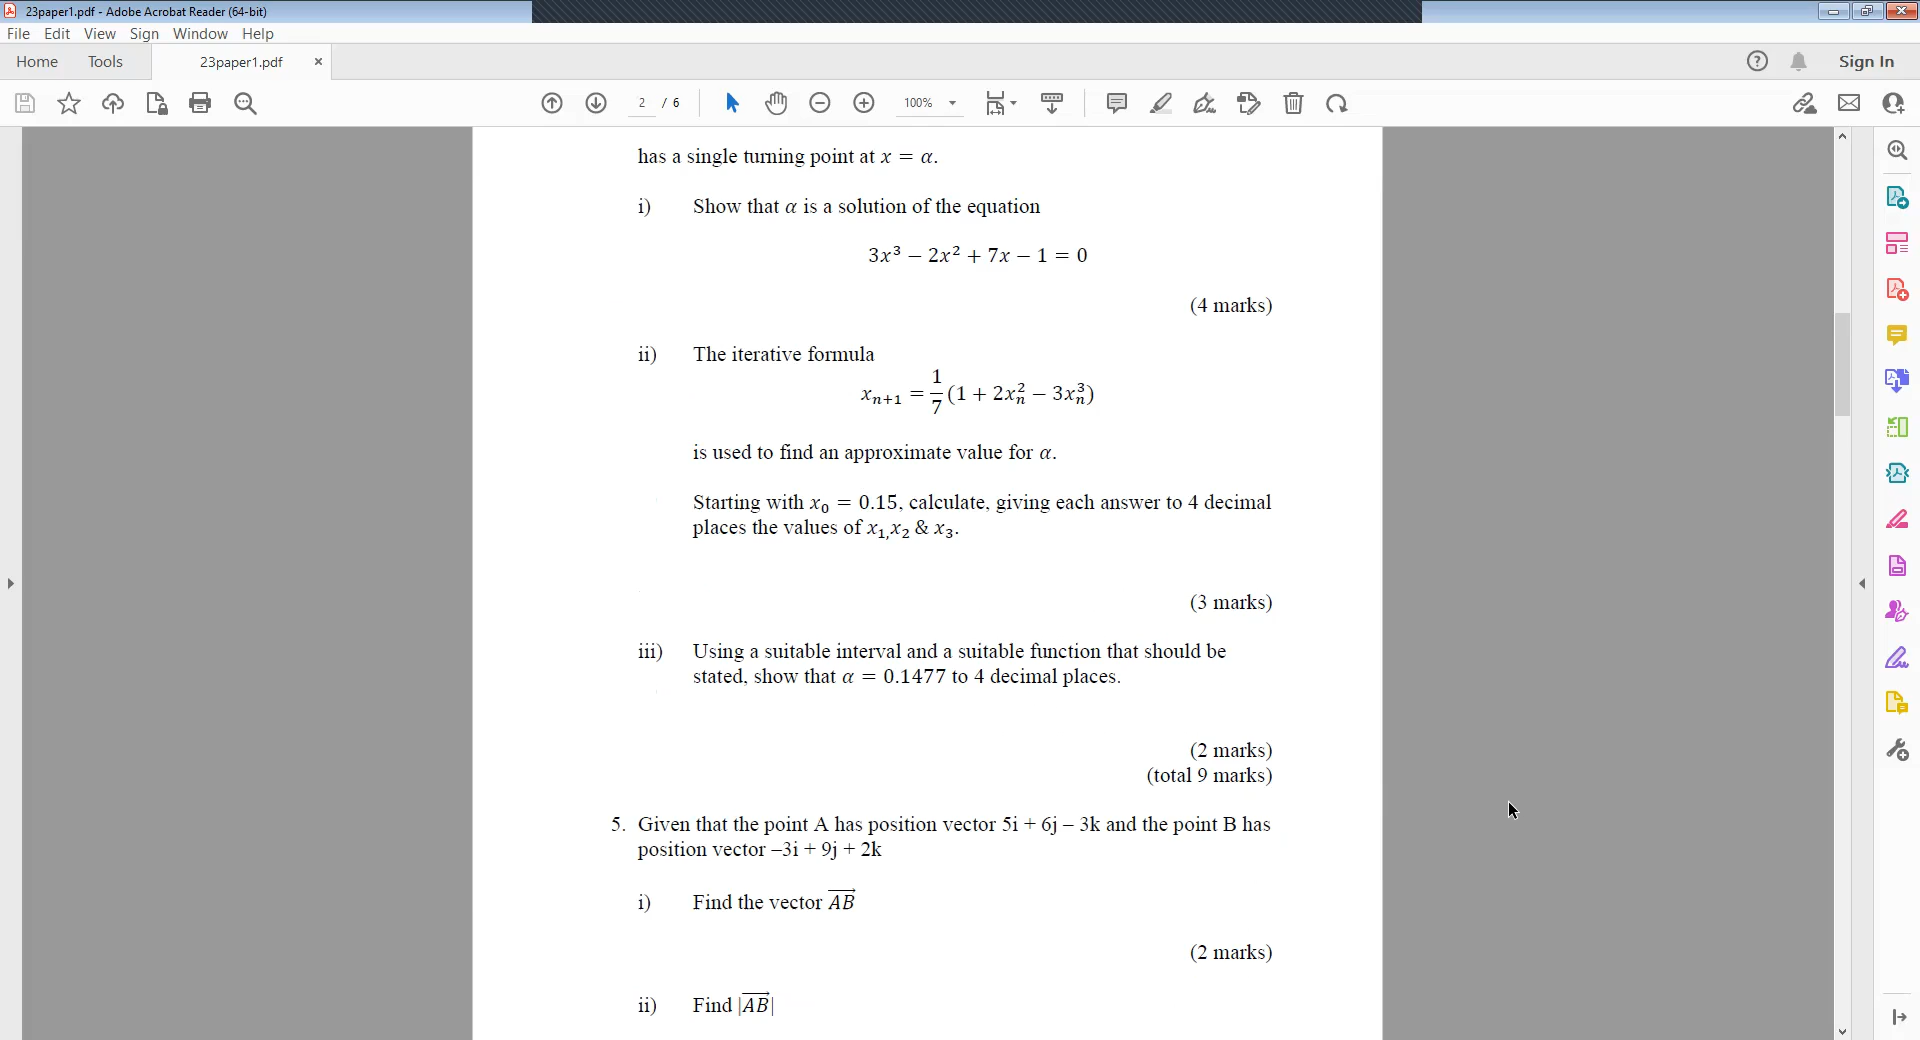 23paper1.pdf - Adobe Acrobat Reader (64-bit)
File Edit View Sign Window Help
Home Tools 23paper1.pdf × Sign In
2 / 6 100%
has a single turning point at x = α.
i) Show that α is a solution of the equation
3x³ − 2x² + 7x − 1 = 0
(4 marks)
ii) The iterative formula
xₙ₊₁ = 1/7 (1 + 2xₙ² − 3xₙ³)
is used to find an approximate value for α.
Starting with x₀ = 0.15, calculate, giving each answer to 4 decimal
places the values of x₁,x₂ & x₃.
(3 marks)
iii) Using a suitable interval and a suitable function that should be
stated, show that α = 0.1477 to 4 decimal places.
(2 marks)
(total 9 marks)
5. Given that the point A has position vector 5i + 6j – 3k and the point B has
position vector –3i + 9j + 2k
i) Find the vector A͞B⃗
(2 marks)
ii) Find |A͞B⃗|